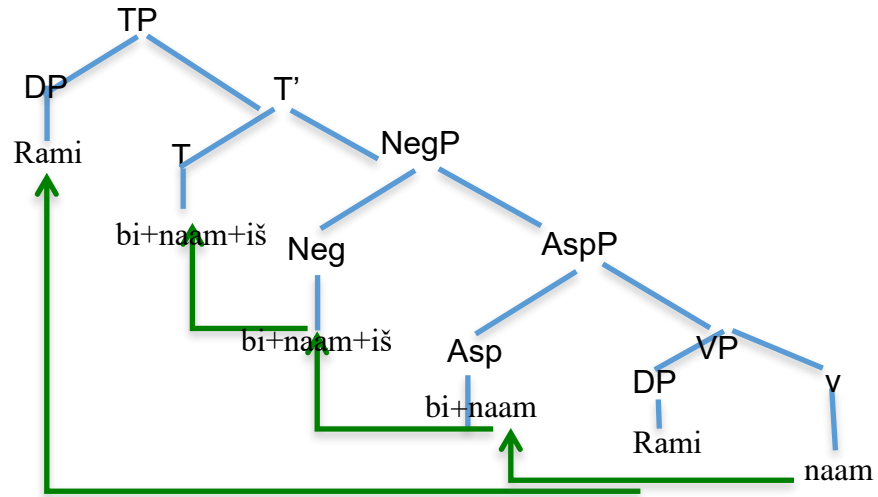 TP
DP
T’
Rami
T
NegP
bi+naam+iš
Neg
AspP
bi+naam+iš
Asp
VP
DP
v
bi+naam
Rami
naam